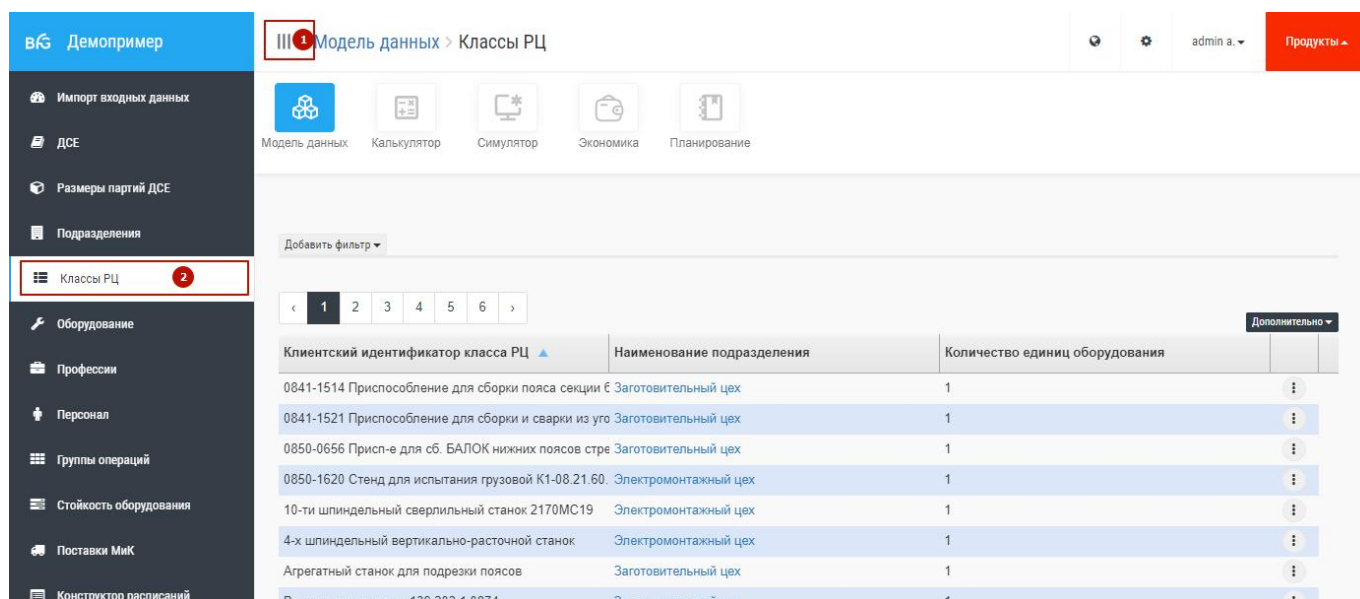 BFG Демопример
1 Модель данных > Классы РЦ
admin a.
Продукты
Импорт входных данных
ДСЕ
Размеры партий ДСЕ
Подразделения
Классы РЦ 2
Оборудование
Профессии
Персонал
Группы операций
Стойкость оборудования
Поставки МиК
Конструктор расписаний
Модель данных Калькулятор Симулятор Экономика Планирование
Добавить фильтр
‹ 1 2 3 4 5 6 ›
Дополнительно
Клиентский идентификатор класса РЦ Наименование подразделения Количество единиц оборудования
0841-1514 Приспособление для сборки пояса секции Заготовительный цех 1
0841-1521 Приспособление для сборки и сварки из уго Заготовительный цех 1
0850-0656 Присп-е для сб. БАЛОК нижних поясов стре Заготовительный цех 1
0850-1620 Стенд для испытания грузовой К1-08.21.60. Электромонтажный цех 1
10-ти шпиндельный сверлильный станок 2170МС19 Электромонтажный цех 1
4-х шпиндельный вертикально-расточной станок Электромонтажный цех 1
Агрегатный станок для подрезки поясов Заготовительный цех 1